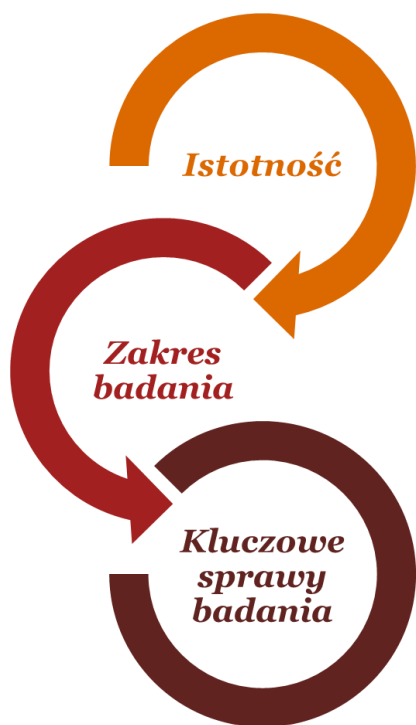 Istotność
Zakres
badania
Kluczowe
sprawy
badania